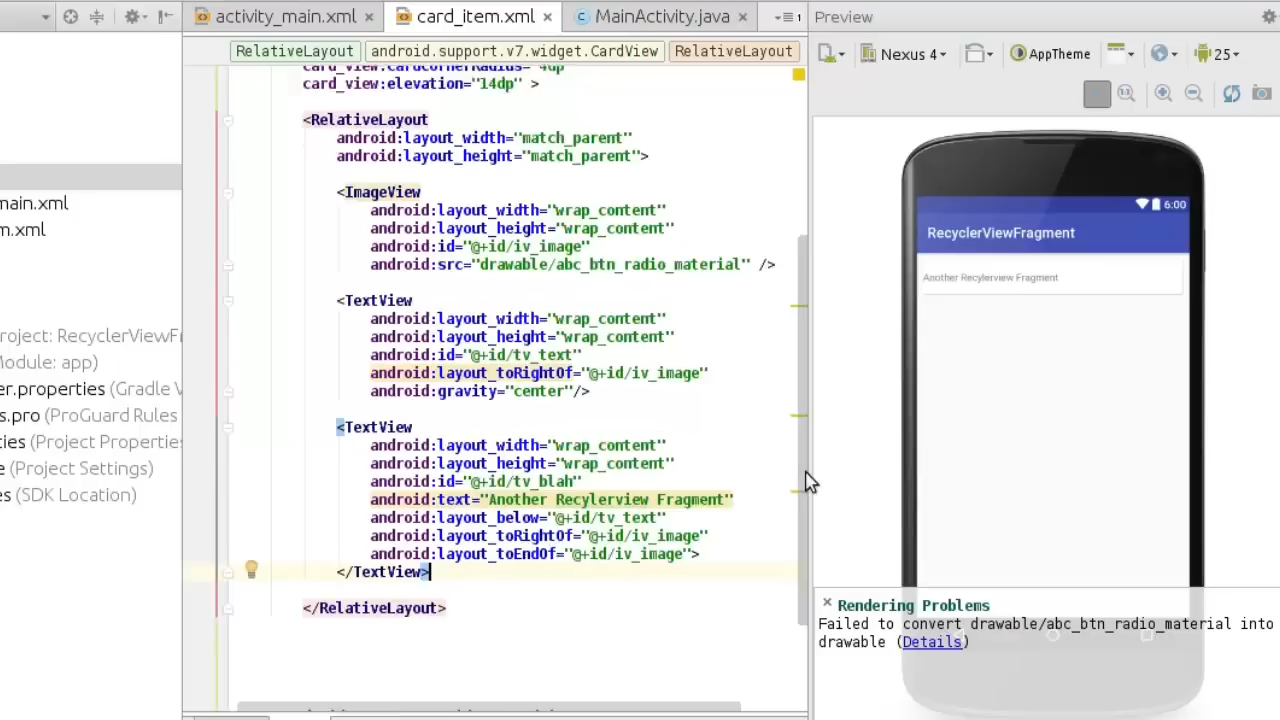 activity_main.xml
card_item.xml
MainActivity.java
1
Preview
RelativeLayout
android.support.v7.widget.CardView
RelativeLayout
Nexus 4
AppTheme
25
card_view:cardCornerRadius="4dp"
card_view:elevation="14dp" >
<RelativeLayout
android:layout_width="match_parent"
android:layout_height="match_parent">
<ImageView
android:layout_width="wrap_content"
android:layout_height="wrap_content"
android:id="@+id/iv_image"
android:src="drawable/abc_btn_radio_material" />
<TextView
android:layout_width="wrap_content"
android:layout_height="wrap_content"
android:id="@+id/tv_text"
android:layout_toRightOf="@+id/iv_image"
android:gravity="center"/>
<TextView
android:layout_width="wrap_content"
android:layout_height="wrap_content"
android:id="@+id/tv_blah"
android:text="Another Recylerview Fragment"
android:layout_below="@+id/tv_text"
android:layout_toRightOf="@+id/iv_image"
android:layout_toEndOf="@+id/iv_image">
</TextView>
</RelativeLayout>
main.xml
m.xml
roject: RecyclerViewFr
Module: app)
er.properties (Gradle V
s.pro (ProGuard Rules
ties (Project Properties
e (Project Settings)
s (SDK Location)
6:00
RecyclerViewFragment
Another Recylerview Fragment
Rendering Problems
Failed to convert drawable/abc_btn_radio_material into
drawable (Details)